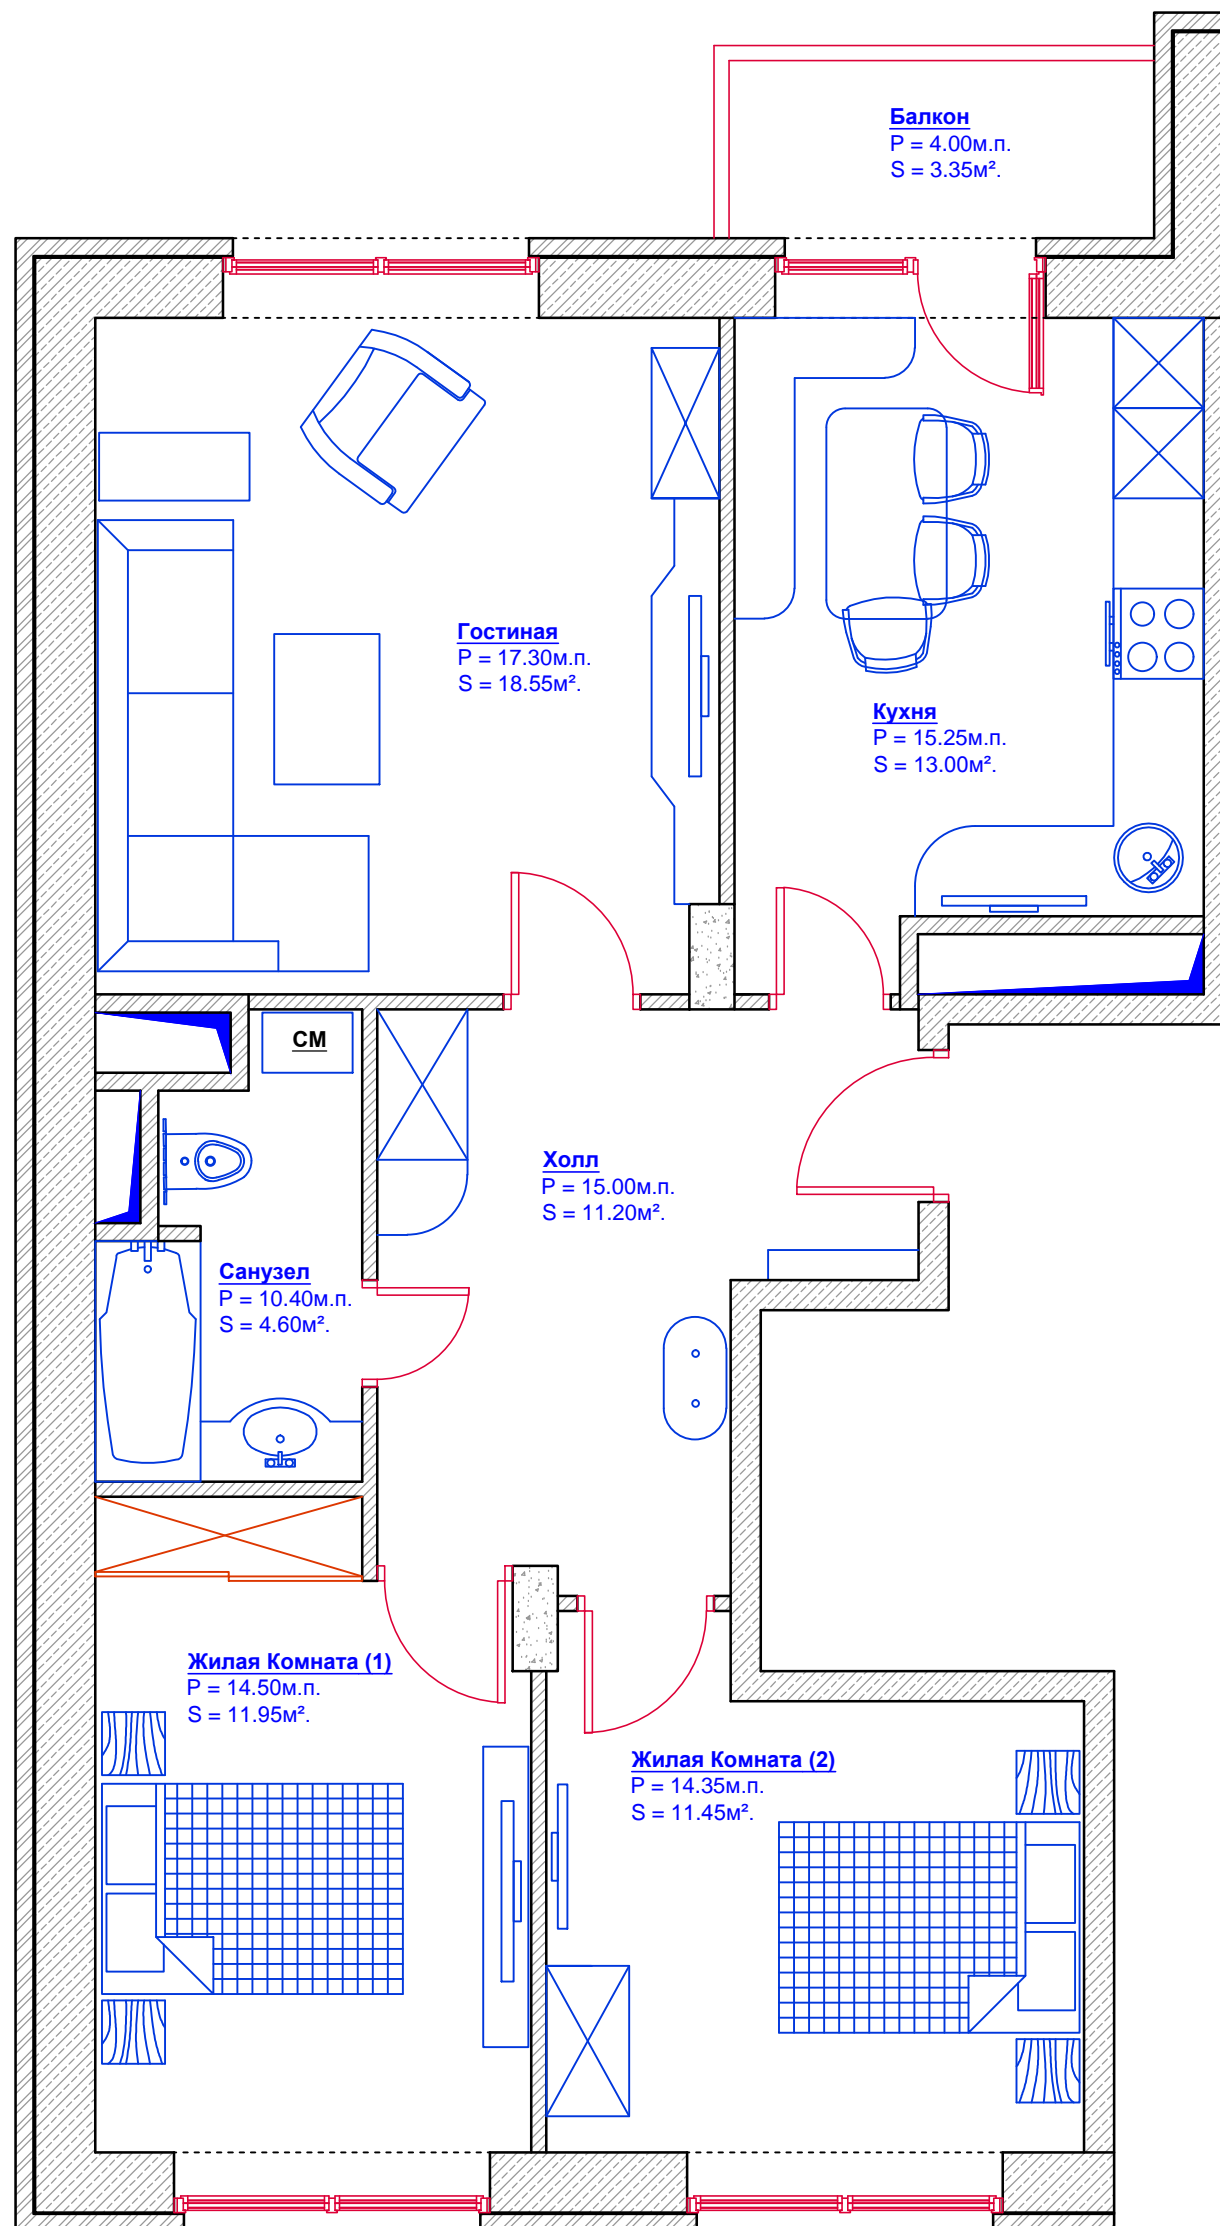 Балкон
P = 4.00м.п.
S = 3.35м².
Гостиная
P = 17.30м.п.
S = 18.55м².
Кухня
P = 15.25м.п.
S = 13.00м².
СМ
Холл
P = 15.00м.п.
S = 11.20м².
Санузел
P = 10.40м.п.
S = 4.60м².
Жилая Комната (1)
P = 14.50м.п.
S = 11.95м².
Жилая Комната (2)
P = 14.35м.п.
S = 11.45м².